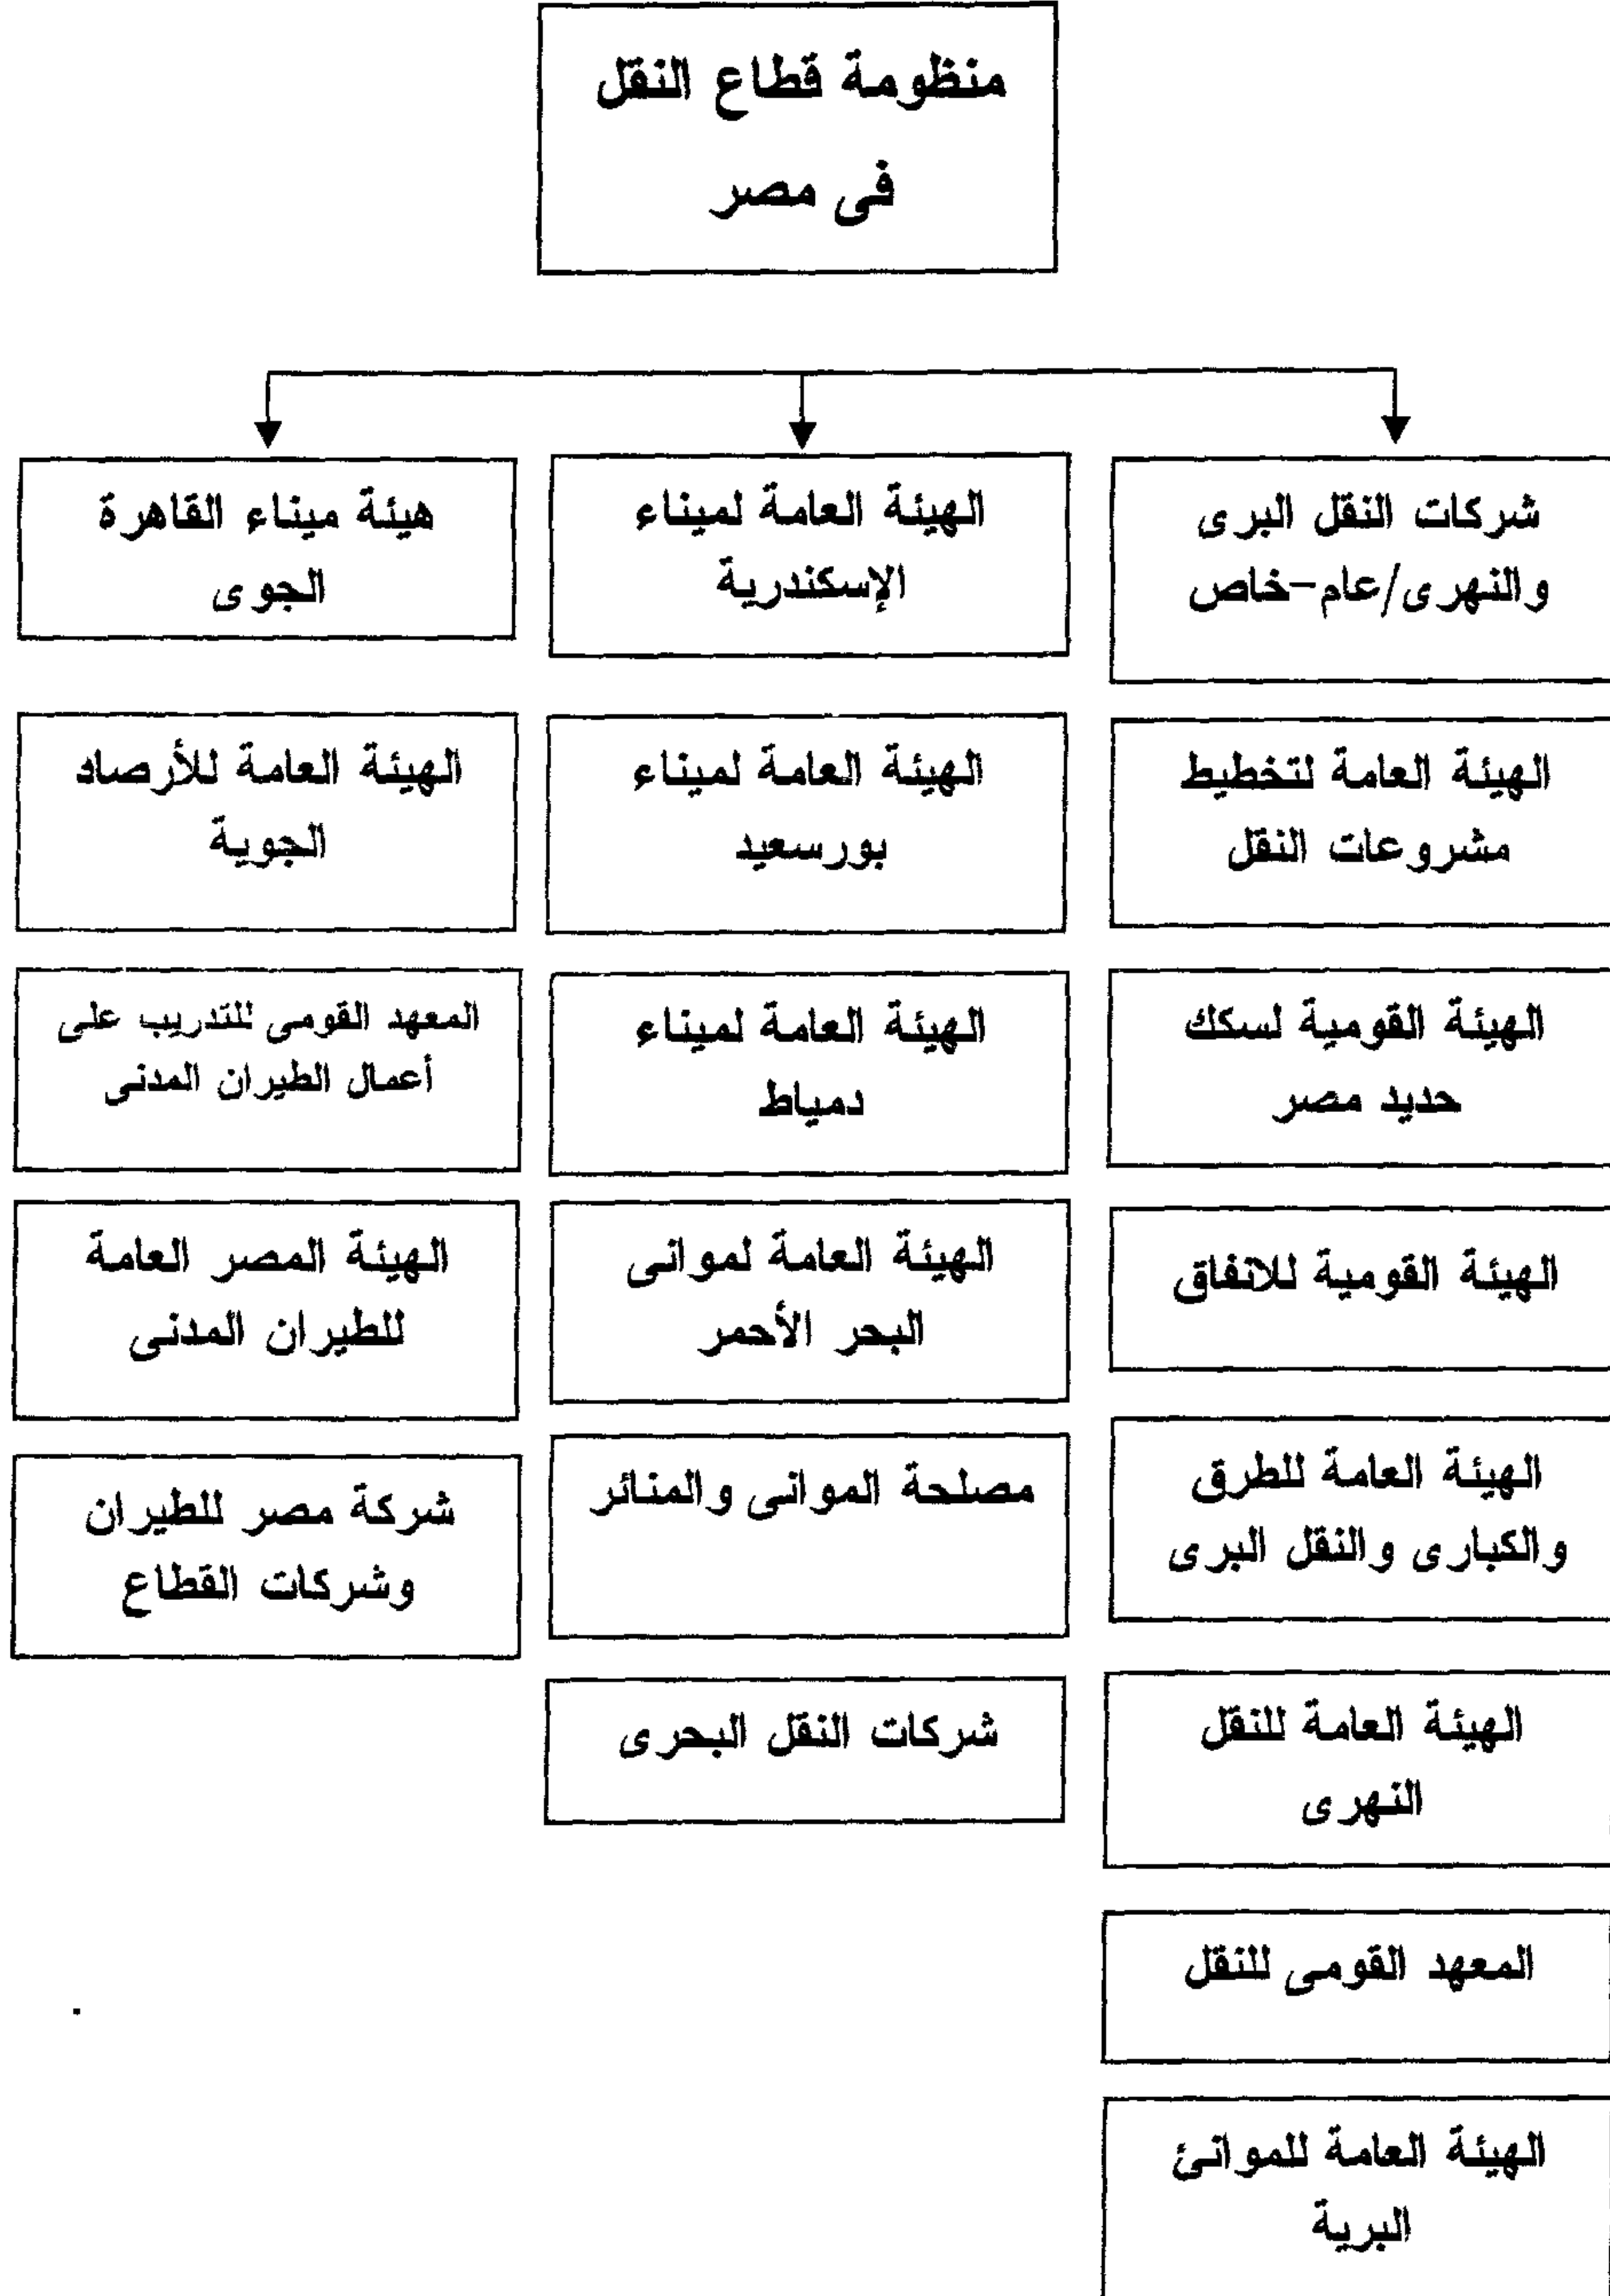 منظومة قطاع النقل
فى مصر
شركات النقل البرى
والنهرى/عام-خاص
الهيئة العامة لتخطيط
مشروعات النقل
الهيئة القومية لسكك
حديد مصر
الهيئة القومية للانفاق
الهيئة العامة للطرق
والكبارى والنقل البرى
الهيئة العامة للنقل
النهرى
المعهد القومى للنقل
الهيئة العامة للموانئ
البرية
الهيئة العامة لميناء
الإسكندرية
الهيئة العامة لميناء
بورسعيد
الهيئة العامة لميناء
دمياط
الهيئة العامة لموانى
البحر الأحمر
مصلحة الموانى والمنائر
شركات النقل البحرى
هيئة ميناء القاهرة
الجوى
الهيئة العامة للأرصاد
الجوية
المعهد القومى للتدريب على
أعمال الطيران المدنى
الهيئة المصر العامة
للطيران المدنى
شركة مصر للطيران
وشركات القطاع